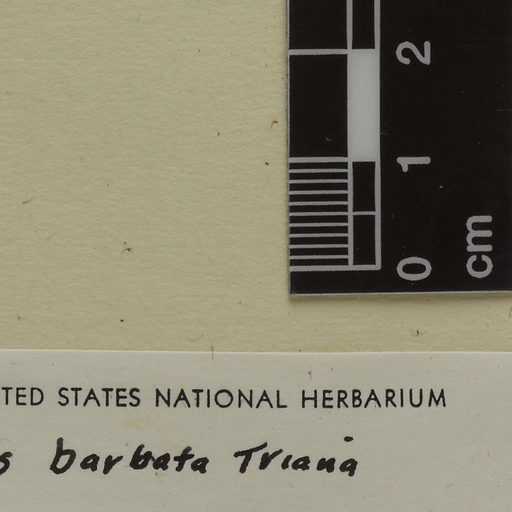 2
1
0
cm
TED STATES NATIONAL HERBARIUM
s barbata Triana